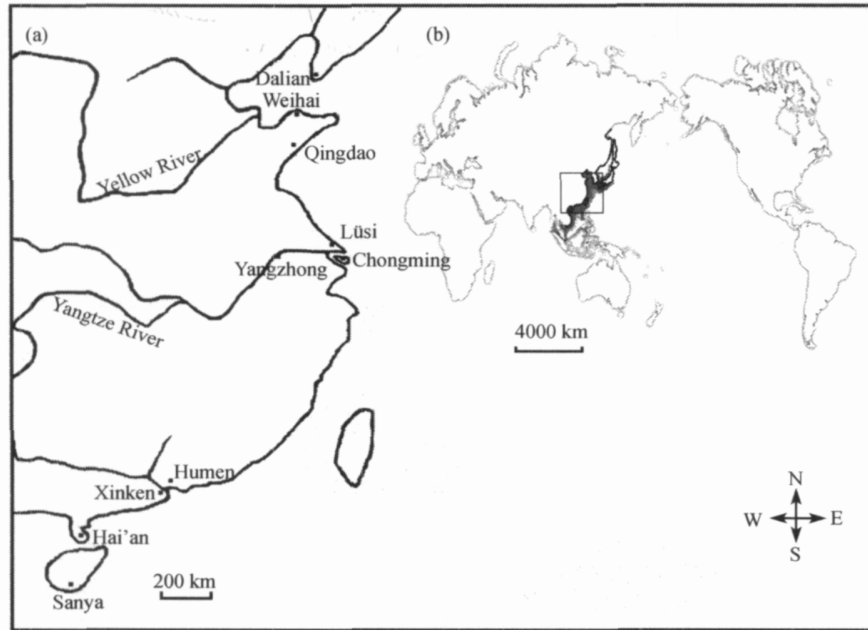 (a)
(b)
Dalian
Weihai
Qingdao
Yellow River
Lüsi
Yangzhong
Chongming
Yangtze River
4000 km
Humen
Xinken
Hai'an
Sanya
200 km
N
W
E
S